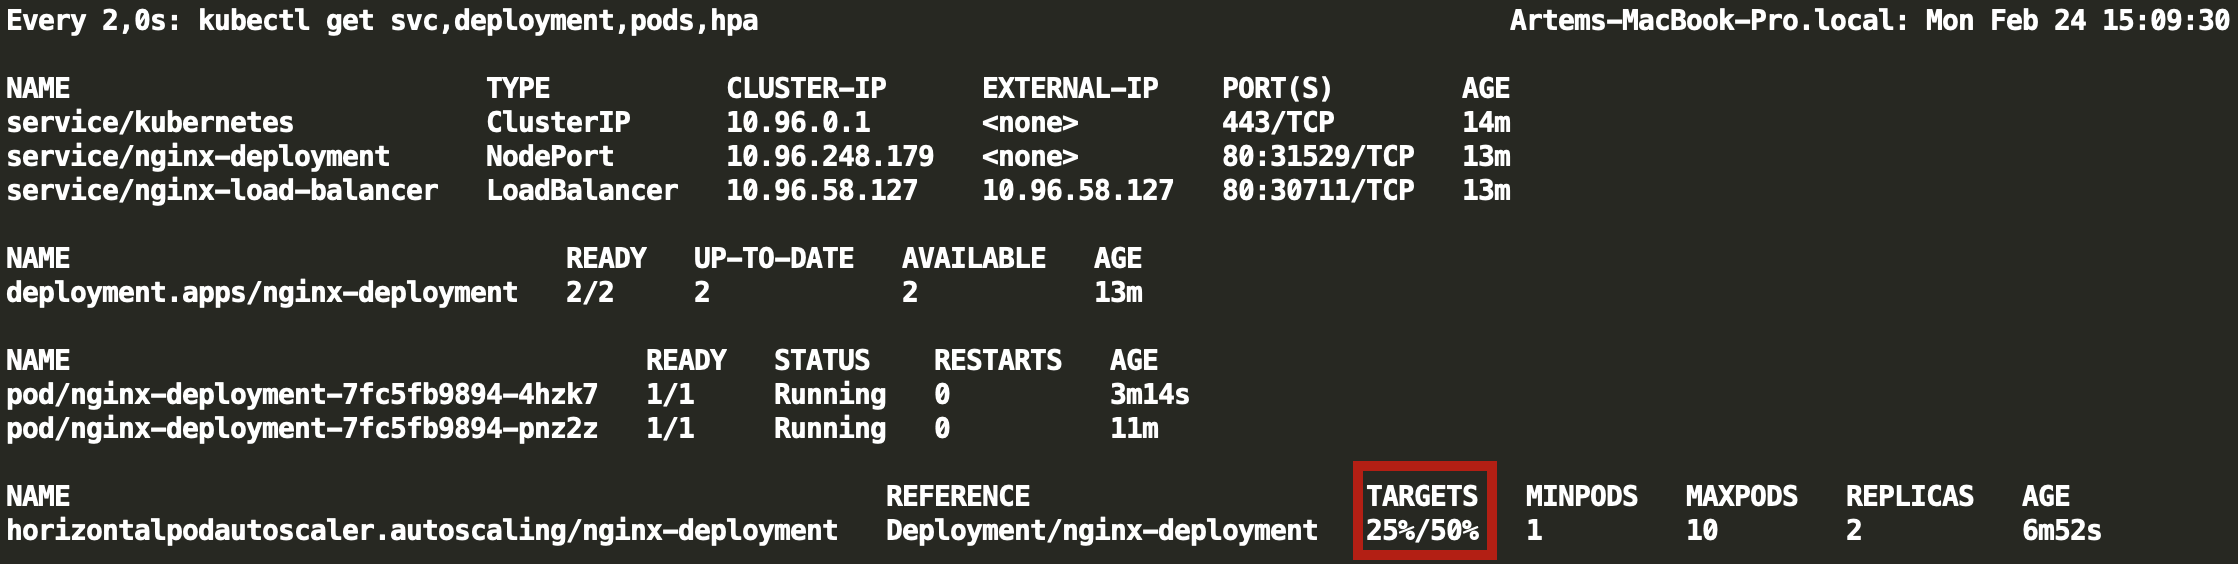 Every 2,0s: kubectl get svc,deployment,pods,hpa Artems-MacBook-Pro.local: Mon Feb 24 15:09:30
NAME TYPE CLUSTER-IP EXTERNAL-IP PORT(S) AGE
service/kubernetes ClusterIP 10.96.0.1 <none> 443/TCP 14m
service/nginx-deployment NodePort 10.96.248.179 <none> 80:31529/TCP 13m
service/nginx-load-balancer LoadBalancer 10.96.58.127 10.96.58.127 80:30711/TCP 13m
NAME READY UP-TO-DATE AVAILABLE AGE
deployment.apps/nginx-deployment 2/2 2 2 13m
NAME READY STATUS RESTARTS AGE
pod/nginx-deployment-7fc5fb9894-4hzk7 1/1 Running 0 3m14s
pod/nginx-deployment-7fc5fb9894-pnz2z 1/1 Running 0 11m
NAME REFERENCE TARGETS MINPODS MAXPODS REPLICAS AGE
horizontalpodautoscaler.autoscaling/nginx-deployment Deployment/nginx-deployment 25%/50% 1 10 2 6m52s